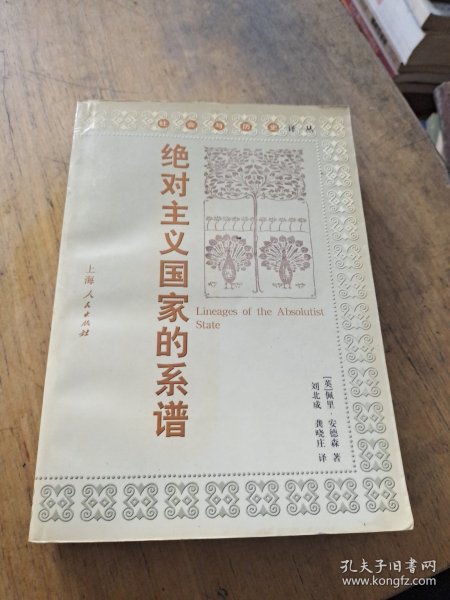 社会与历史译丛
绝对主义国家的系谱
Lineages of the Absolutist
State
[英]佩里·安德森 著
刘北成 龚晓庄 译
上海人民出版社
孔夫子旧书网
www.kongfz.com